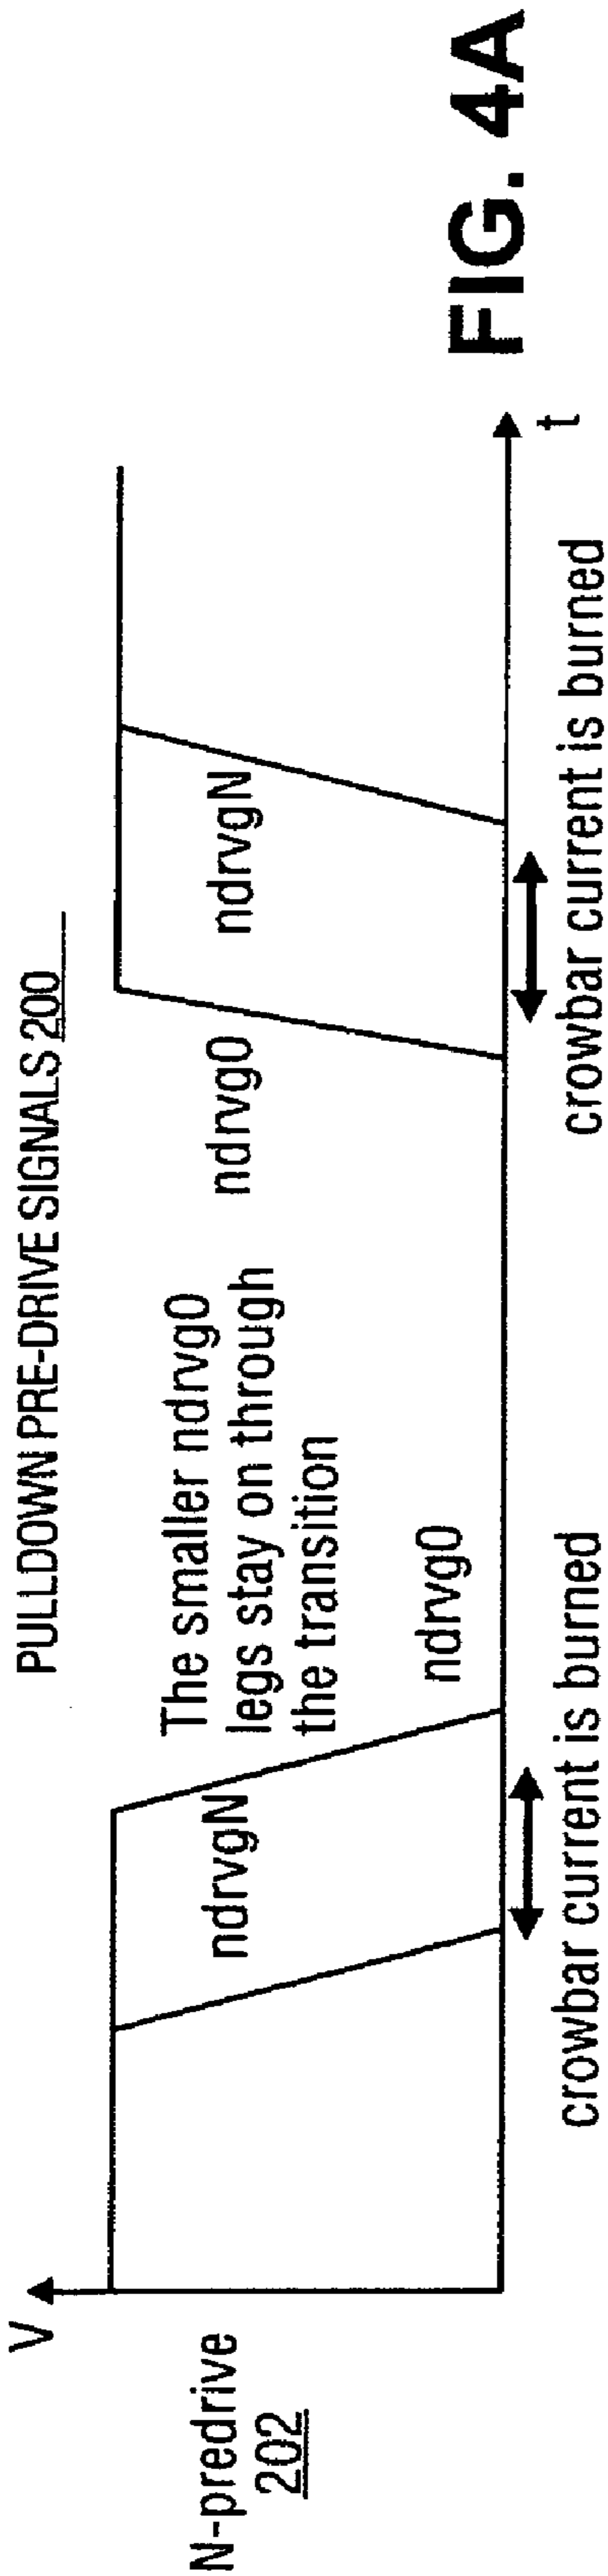 PULLDOWN PRE-DRIVE SIGNALS 200
V
N-predrive
202
ndrvgN
The smaller ndrvg0
legs stay on through
the transition
ndrvg0
ndrvg0
ndrvgN
t
crowbar current is burned
crowbar current is burned
FIG. 4A